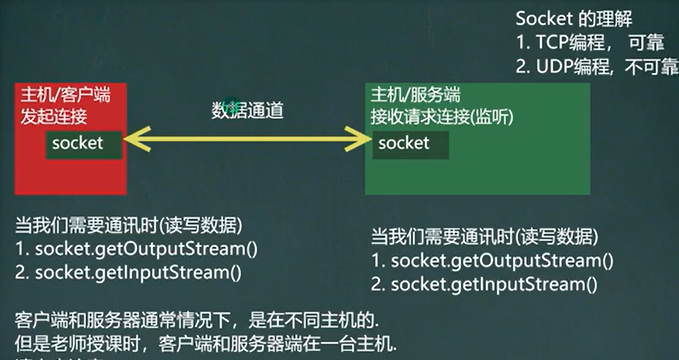 Socket 的理解
1. TCP编程， 可靠
2. UDP编程, 不可靠
主机/客户端
发起连接
socket
数据通道
主机/服务端
接收请求连接(监听)
socket
当我们需要通讯时(读写数据)
1. socket.getOutputStream()
2. socket.getInputStream()
当我们需要通讯时(读写数据)
1. socket.getOutputStream()
2. socket.getInputStream()
客户端和服务器通常情况下，是在不同主机的.
但是老师授课时，客户端和服务器端在一台主机.